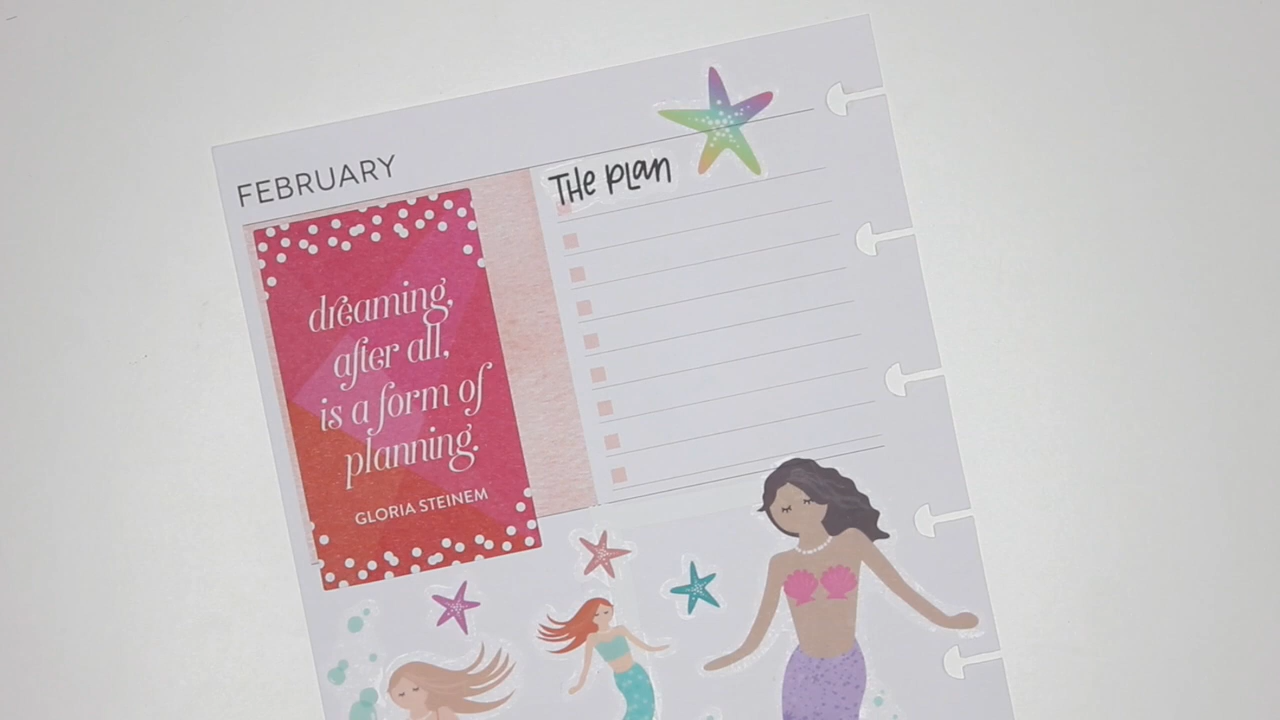 FEBRUARY
THE PLan
dreaming,
after all,
is a form of
planning.
GLORIA STEINEM